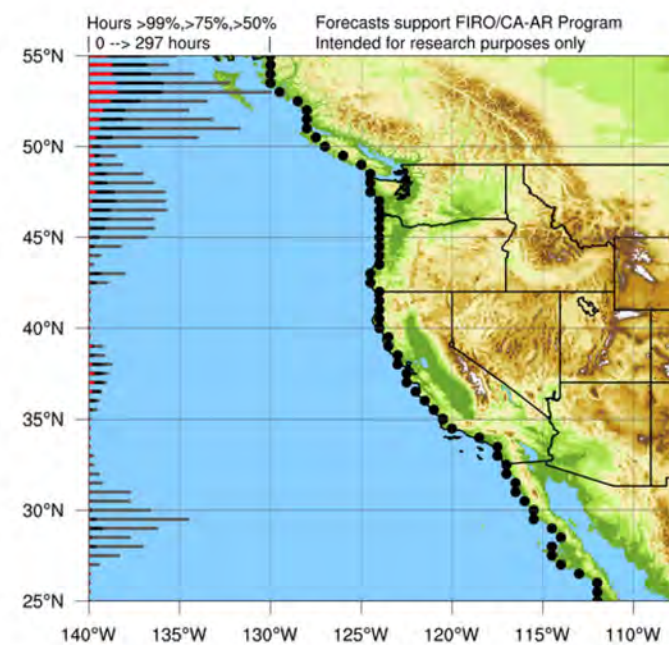 Hours >99%,>75%,>50% Forecasts support FIRO/CA-AR Program
0 --> 297 hours Intended for research purposes only
55°N
50°N
45°N
40°N
35°N
30°N
25°N
140°W 135°W 130°W 125°W 120°W 115°W 110°W